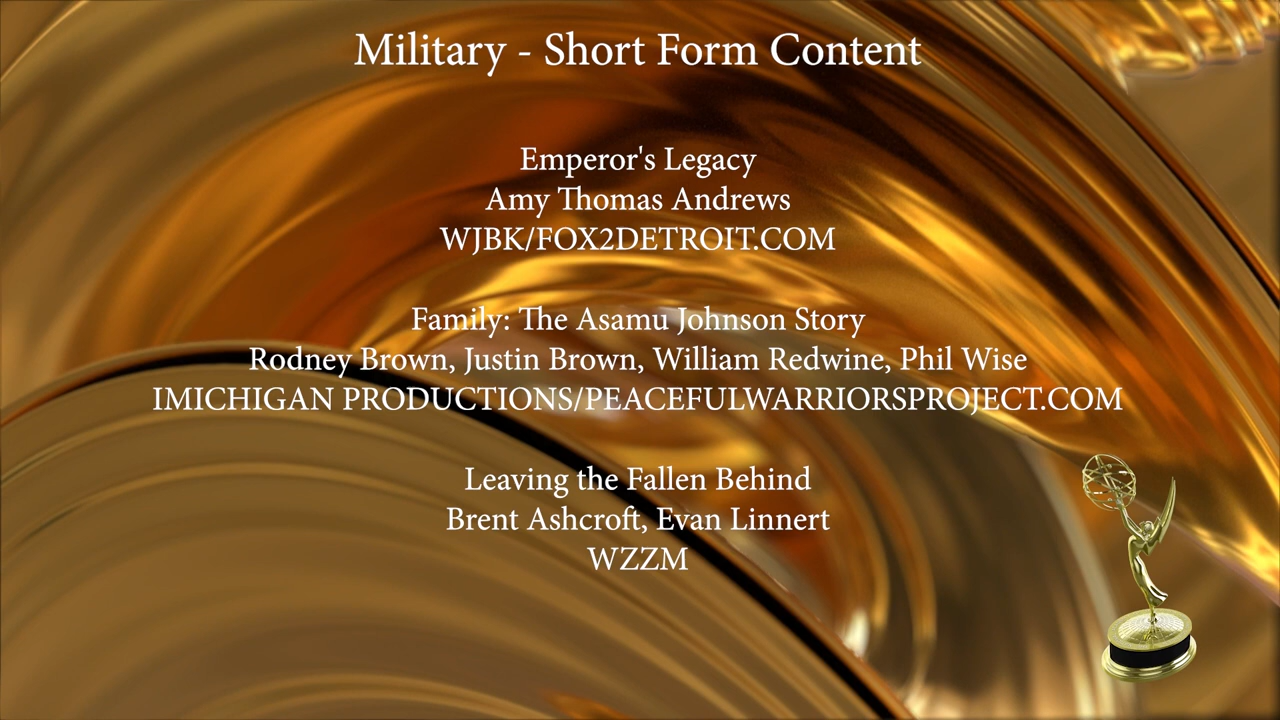 Military - Short Form Content
Emperor's Legacy
Amy Thomas Andrews
WJBK/FOX2DETROIT.COM
Family: The Asamu Johnson Story
Rodney Brown, Justin Brown, William Redwine, Phil Wise
IMICHIGAN PRODUCTIONS/PEACEFULWARRIORSPROJECT.COM
Leaving the Fallen Behind
Brent Ashcroft, Evan Linnert
WZZM